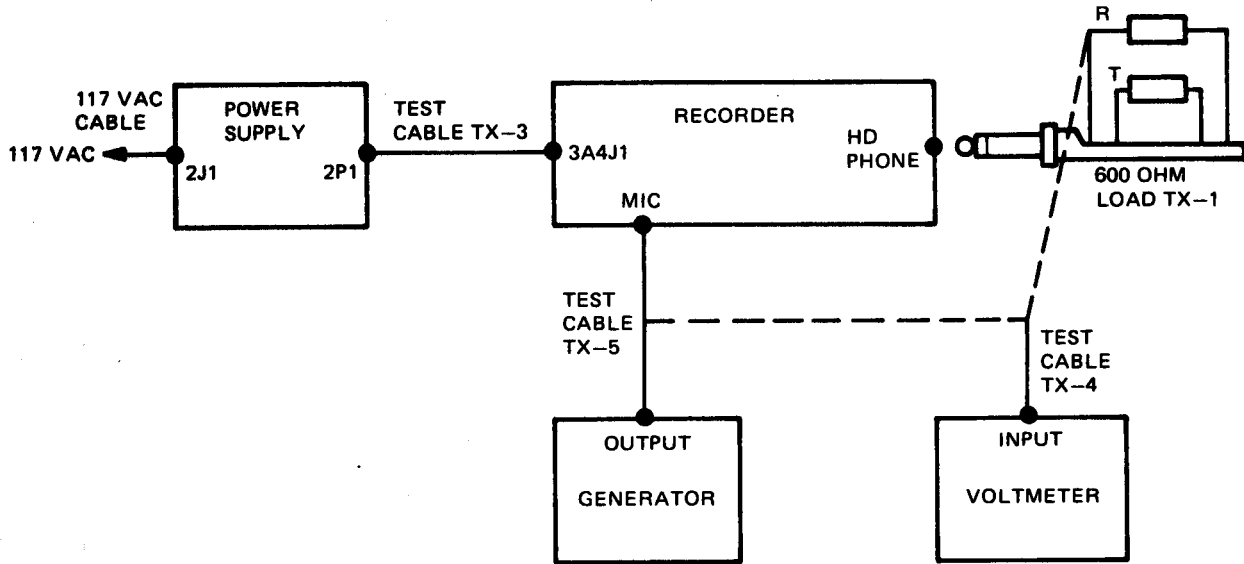 R
T
117 VAC
CABLE
117 VAC
2J1
POWER
SUPPLY
2P1
TEST
CABLE TX-3
3A4J1
RECORDER
MIC
HD
PHONE
600 OHM
LOAD TX-1
TEST
CABLE
TX-5
TEST
CABLE
TX-4
OUTPUT
GENERATOR
INPUT
VOLTMETER